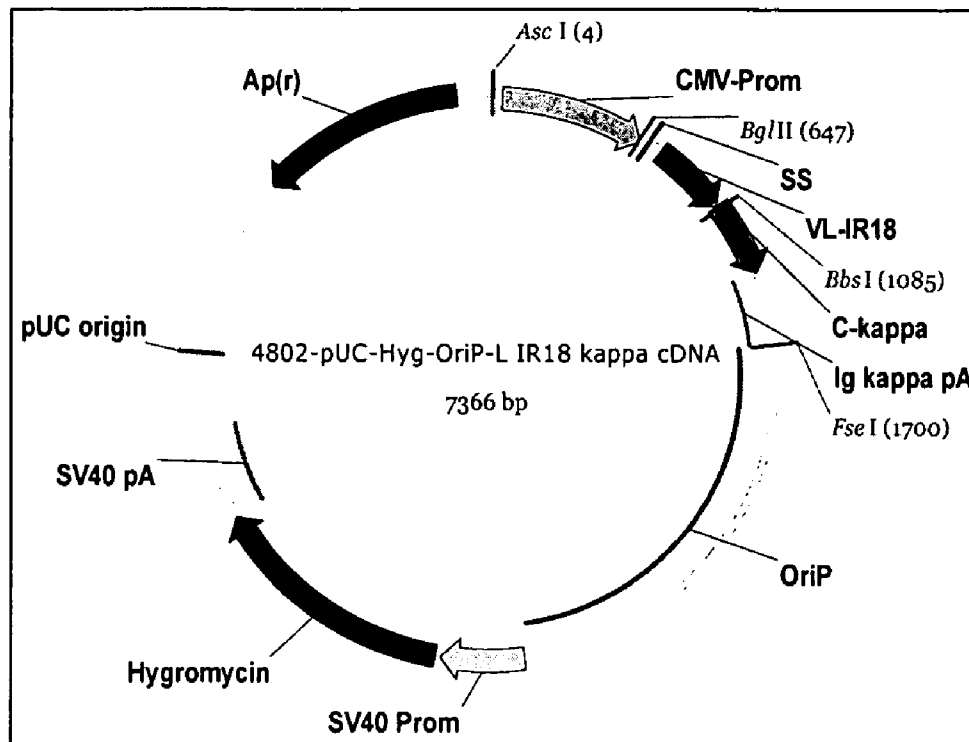 Asc I (4)
Ap(r)
CMV-Prom
BglII (647)
SS
VL-IR18
BbsI (1085)
C-kappa
pUC origin
4802-pUC-Hyg-OriP-L IR18 kappa cDNA
7366 bp
Ig kappa pA
FseI (1700)
SV40 pA
OriP
Hygromycin
SV40 Prom